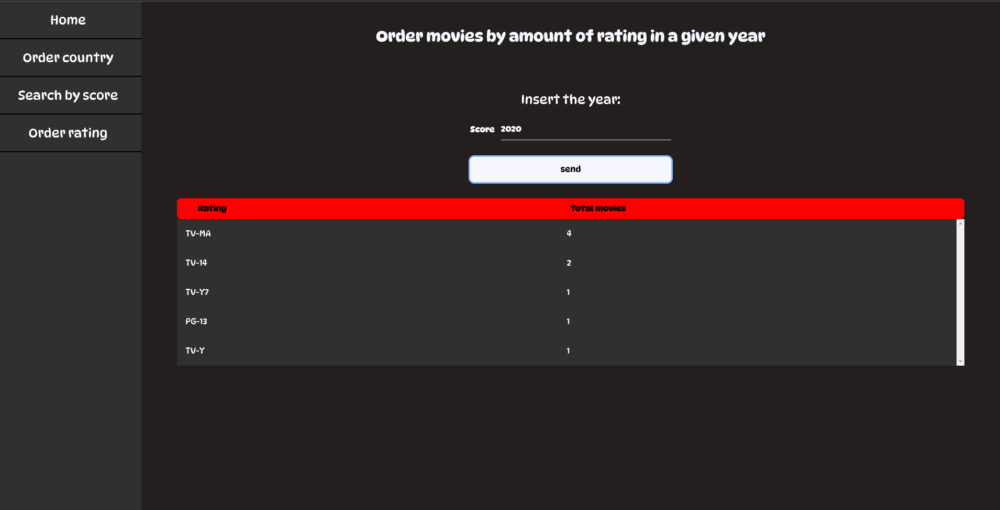 Home
Order country
Search by score
Order rating
Order movies by amount of rating in a given year
Insert the year:
Score 2020
send
Rating Total movies
TV-MA 4
TV-14 2
TV-Y7 1
PG-13 1
TV-Y 1